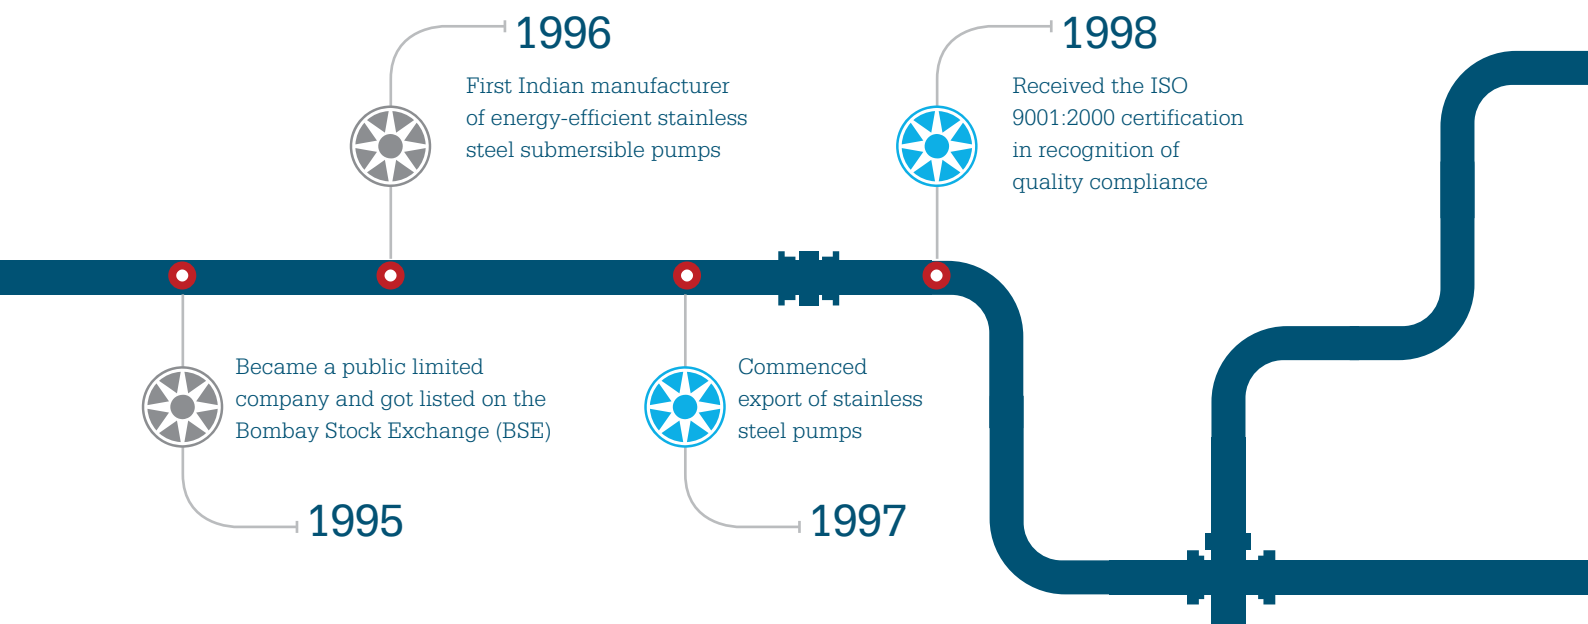 1996
First Indian manufacturer
of energy-efficient stainless
steel submersible pumps
1998
Received the ISO
9001:2000 certification
in recognition of
quality compliance
Became a public limited
company and got listed on the
Bombay Stock Exchange (BSE)
1995
Commenced
export of stainless
steel pumps
1997